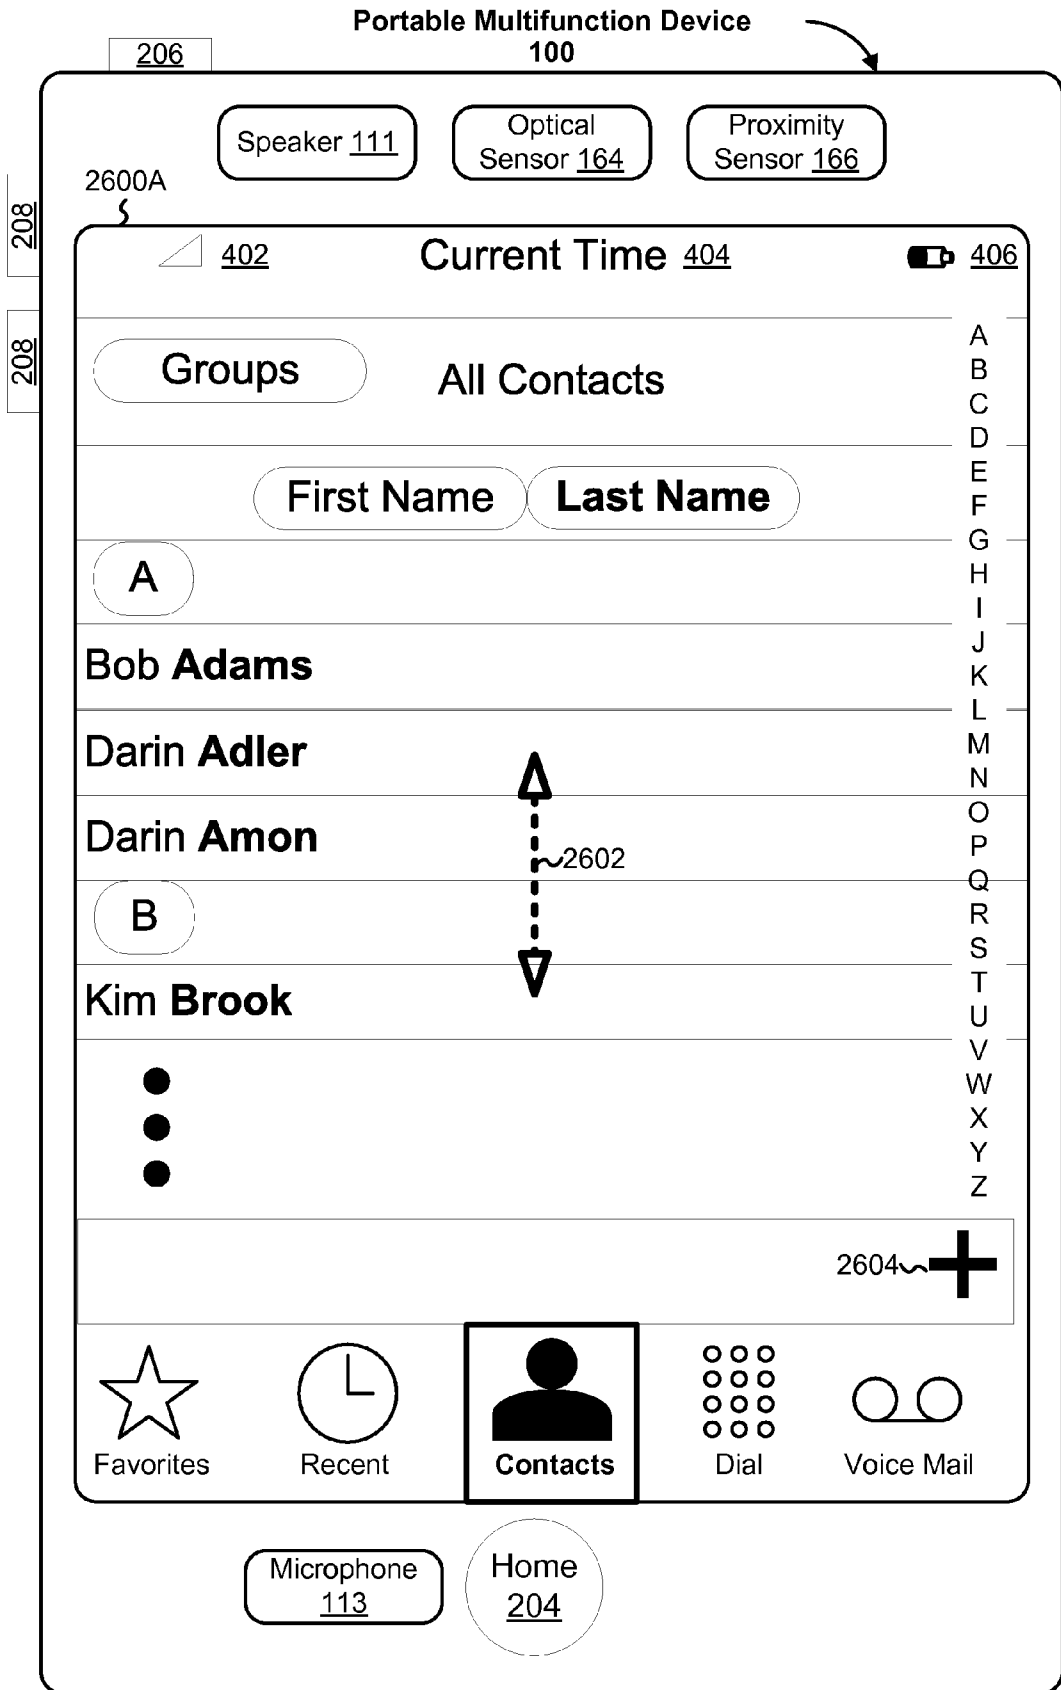 Portable Multifunction Device
100
206
Speaker 111
Optical
Sensor 164
Proximity
Sensor 166
2600A
208
208
402
Current Time 404
406
Groups
All Contacts
First Name
Last Name
A
Bob Adams
Darin Adler
Darin Amon
2602
B
Kim Brook
A
B
C
D
E
F
G
H
I
J
K
L
M
N
O
P
Q
R
S
T
U
V
W
X
Y
Z
2604
Favorites
Recent
Contacts
Dial
Voice Mail
Microphone
113
Home
204